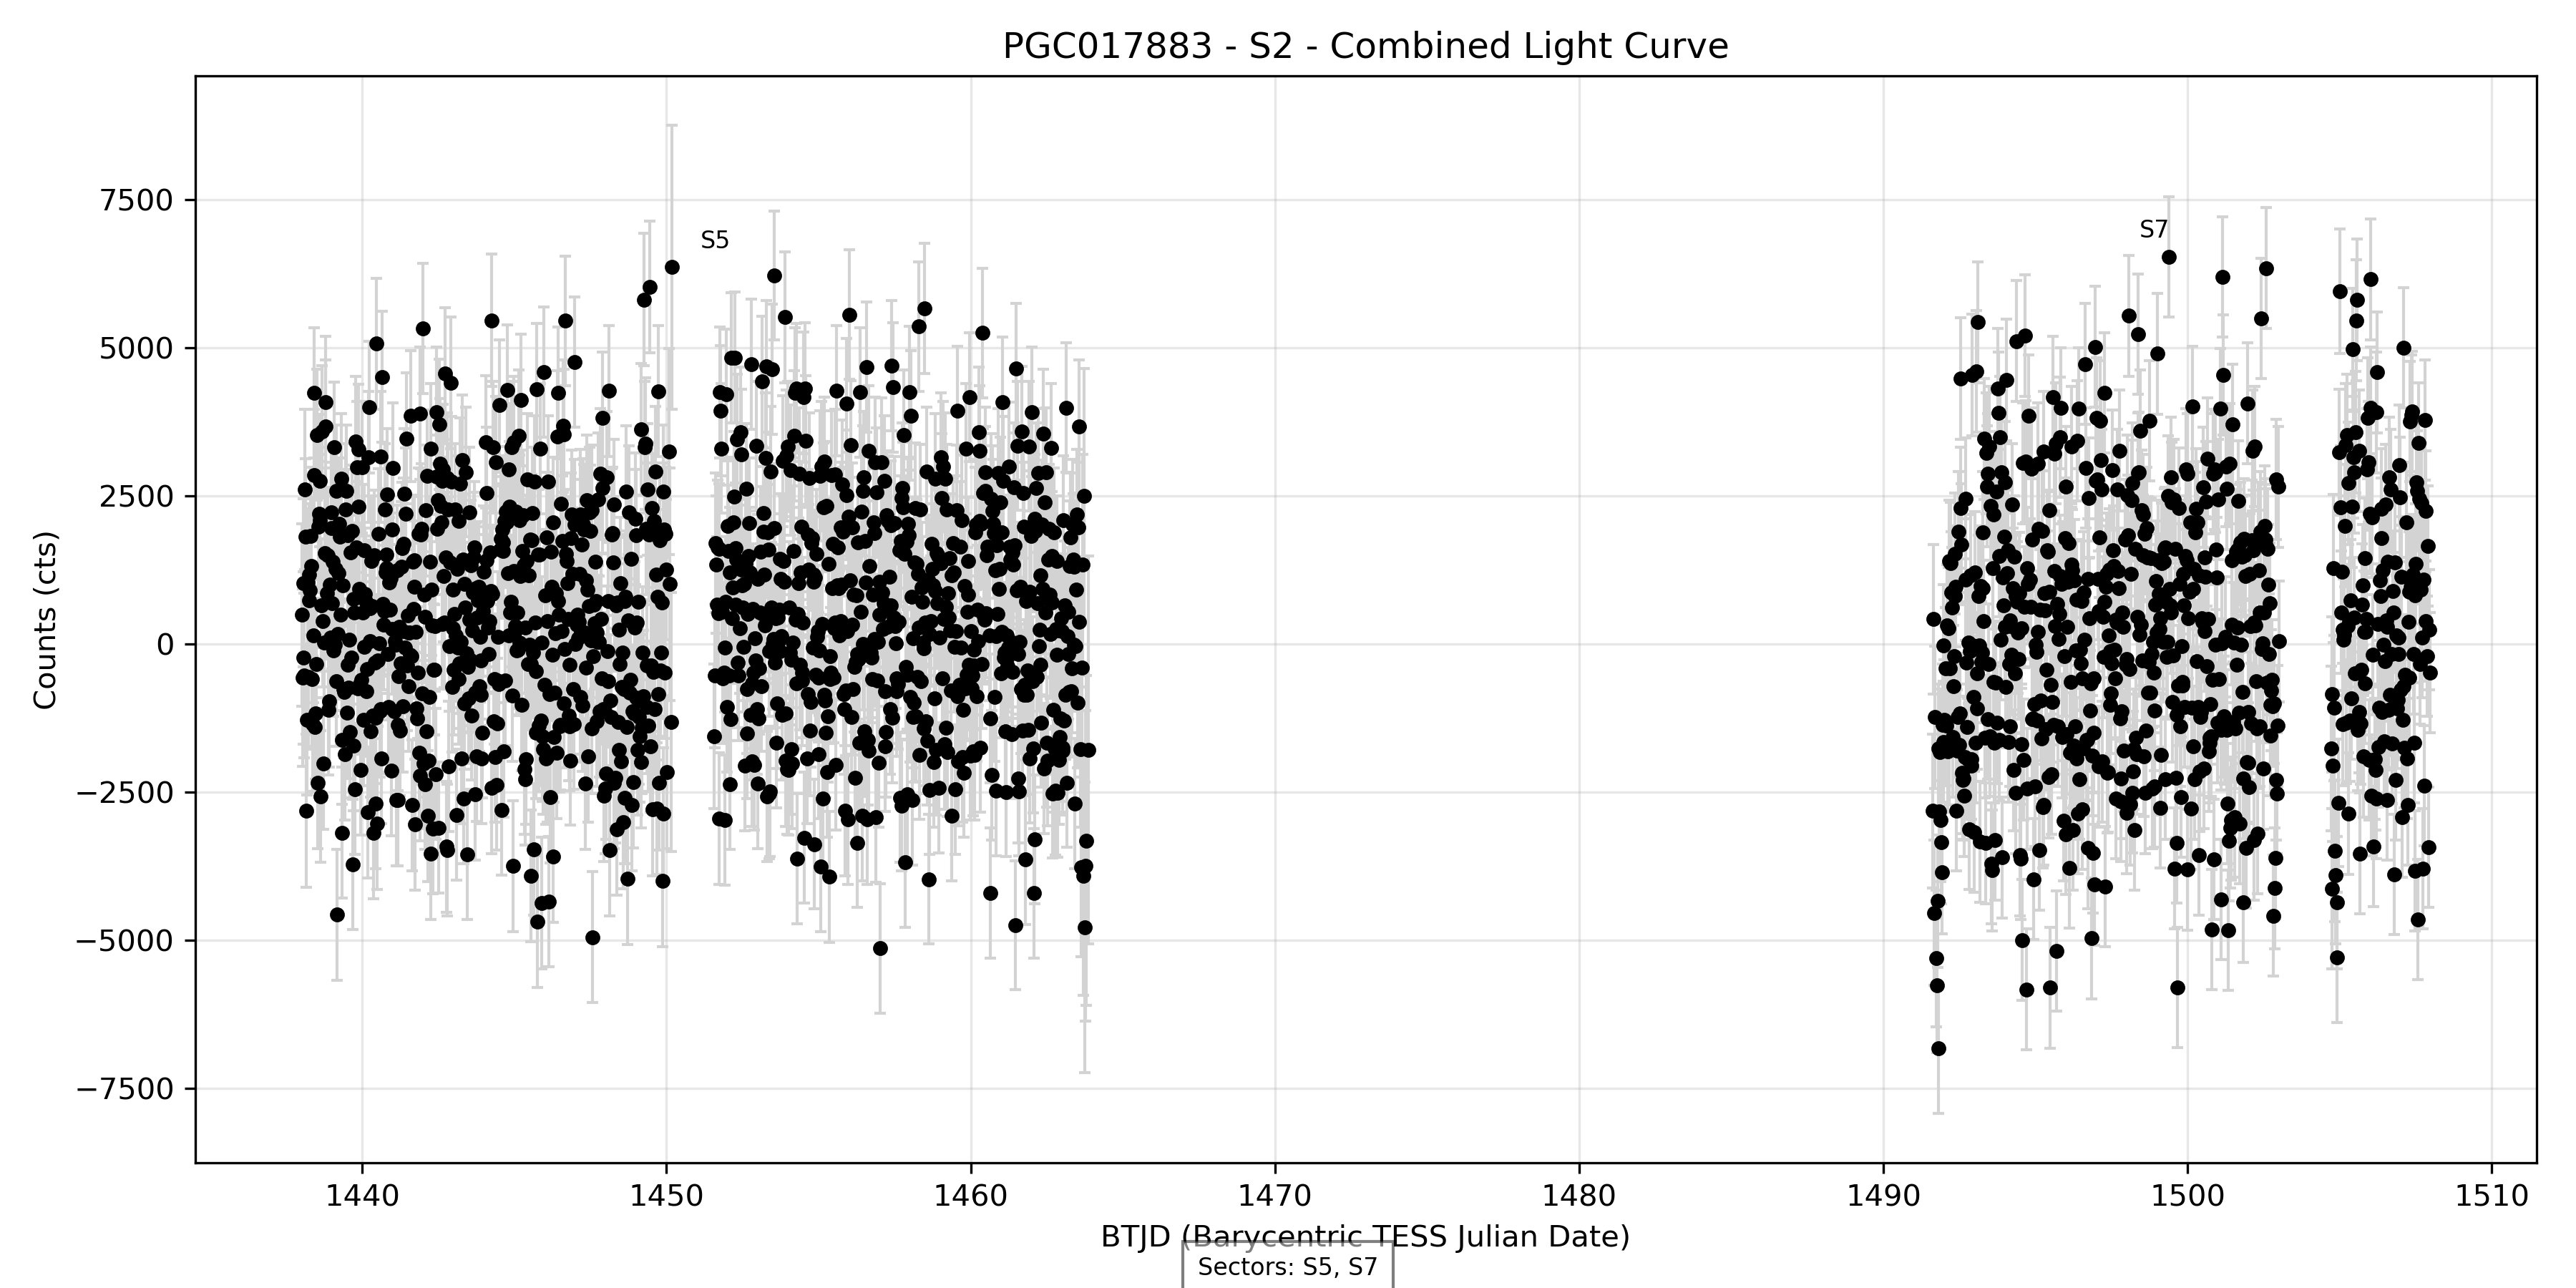 PGC017883 - S2 - Combined Light Curve
Counts (cts)
7500
5000
2500
0
−2500
−5000
−7500
S5
S7
1440 1450 1460 1470 1480 1490 1500 1510
BTJD (Barycentric TESS Julian Date)
Sectors: S5, S7